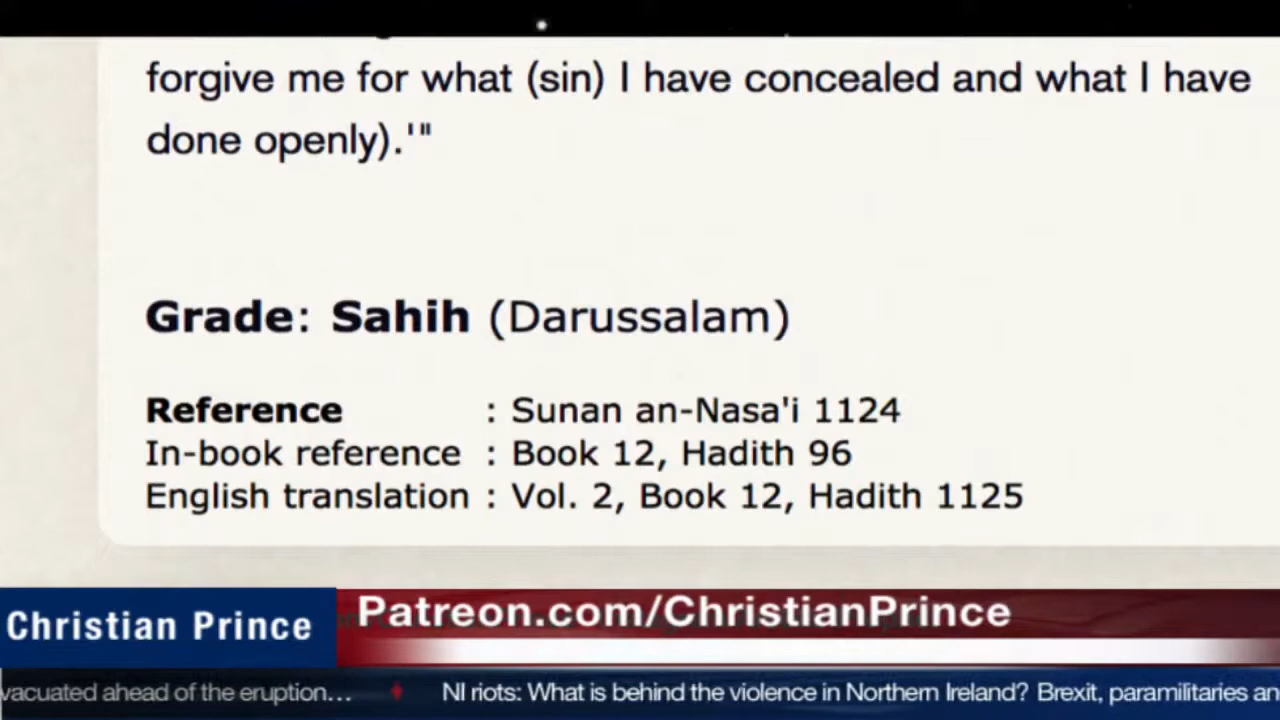 forgive me for what (sin) I have concealed and what I have
done openly).'"
Grade: Sahih (Darussalam)
Reference : Sunan an-Nasa'i 1124
In-book reference : Book 12, Hadith 96
English translation : Vol. 2, Book 12, Hadith 1125
Christian Prince
Patreon.com/ChristianPrince
vacuated ahead of the eruption... NI riots: What is behind the violence in Northern Ireland? Brexit, paramilitaries an